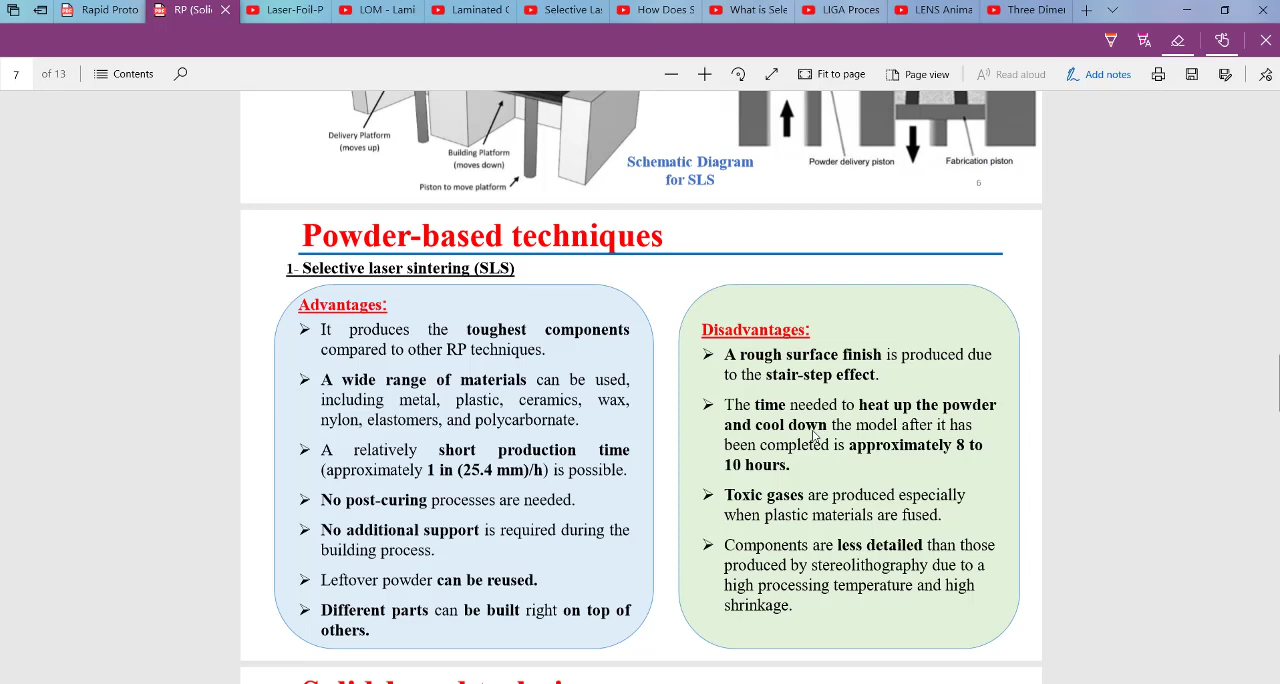 Rapid Proto
RP (Solid
Laser-Foil-P
LOM - Lami
Laminated C
Selective La
How Does S
What is Sele
LIGA Proces
LENS Anima
Three Dimer
7
of 13
Contents
Fit to page
Page view
Read aloud
Add notes
Delivery Platform
(moves up)
Building Platform
(moves down)
Piston to move platform
Schematic Diagram
for SLS
Powder delivery piston
Fabrication piston
6
Powder-based techniques
1- Selective laser sintering (SLS)
Advantages:
➢ It produces the toughest components
compared to other RP techniques.
➢ A wide range of materials can be used,
including metal, plastic, ceramics, wax,
nylon, elastomers, and polycarbornate.
➢ A relatively short production time
(approximately 1 in (25.4 mm)/h) is possible.
➢ No post-curing processes are needed.
➢ No additional support is required during the
building process.
➢ Leftover powder can be reused.
➢ Different parts can be built right on top of
others.
Disadvantages:
➢ A rough surface finish is produced due
to the stair-step effect.
➢ The time needed to heat up the powder
and cool down the model after it has
been completed is approximately 8 to
10 hours.
➢ Toxic gases are produced especially
when plastic materials are fused.
➢ Components are less detailed than those
produced by stereolithography due to a
high processing temperature and high
shrinkage.